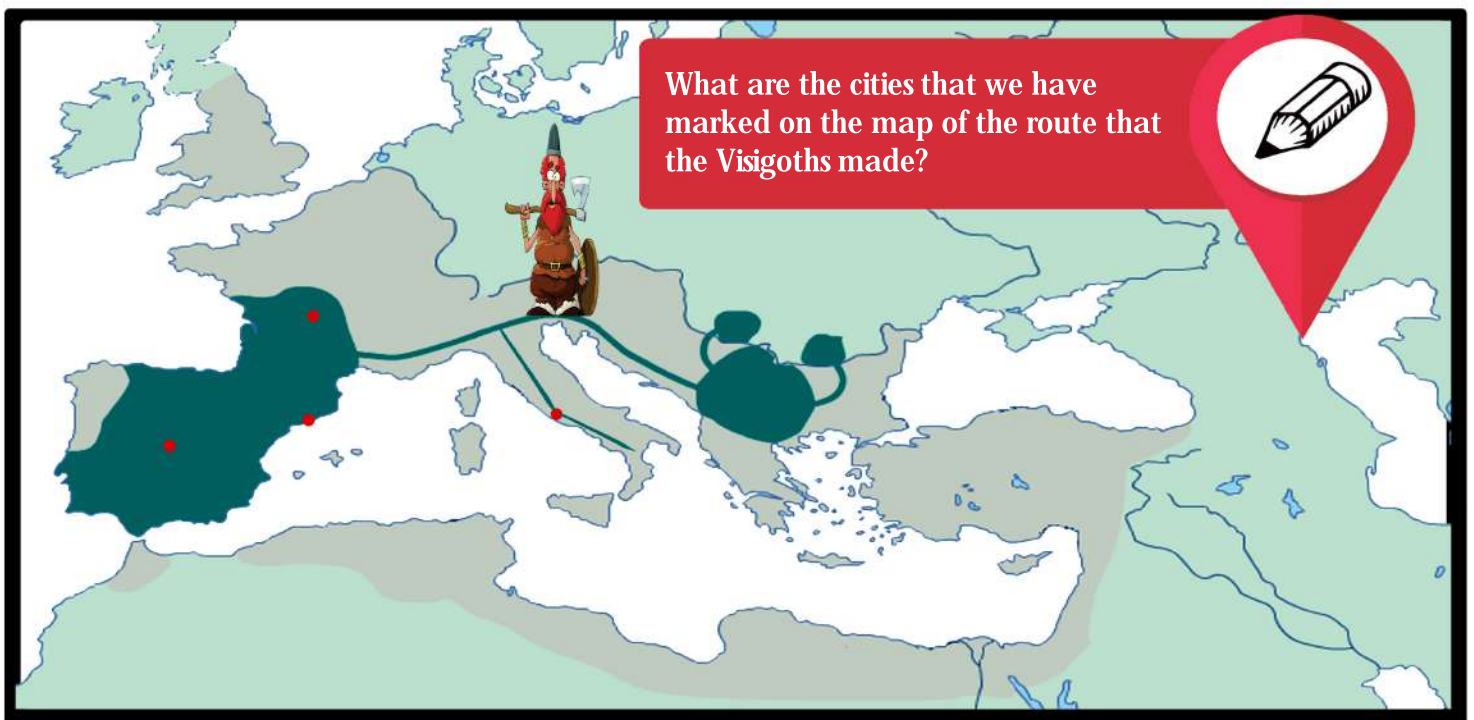 What are the cities that we have
marked on the map of the route that
the Visigoths made?